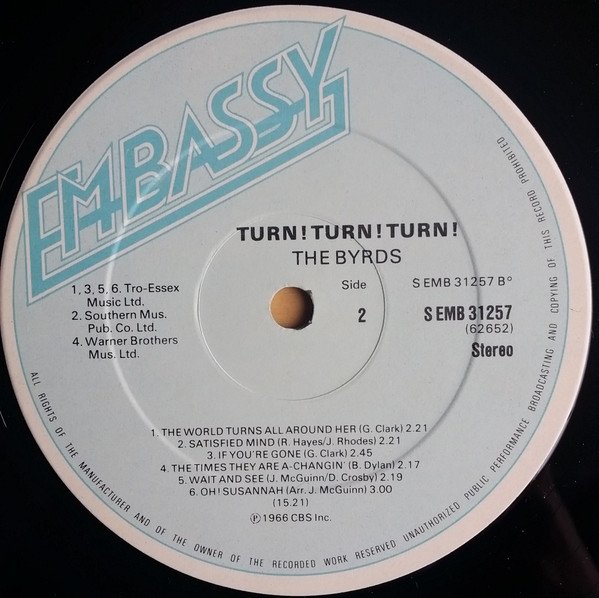 EMBASSY
TURN! TURN! TURN!
THE BYRDS
1, 3, 5, 6. Tro-Essex
Music Ltd.
2. Southern Mus.
Pub. Co. Ltd.
4. Warner Brothers
Mus. Ltd.
Side
2
S EMB 31257 B°
S EMB 31257
(62652)
Stereo
1. THE WORLD TURNS ALL AROUND HER (G. Clark) 2.21
2. SATISFIED MIND (R. Hayes/J. Rhodes) 2.21
3. IF YOU'RE GONE (G. Clark) 2.45
4. THE TIMES THEY ARE A-CHANGIN' (B. Dylan) 2.17
5. WAIT AND SEE (J. McGuinn/D. Crosby) 2.19
6. OH! SUSANNAH (Arr. J. McGuinn) 3.00
(15.21)
℗ 1966 CBS Inc.
ALL RIGHTS OF THE MANUFACTURER AND OF THE OWNER OF THE RECORDED WORK RESERVED UNAUTHORIZED PUBLIC PERFORMANCE BROADCASTING AND COPYING OF THIS RECORD PROHIBITED